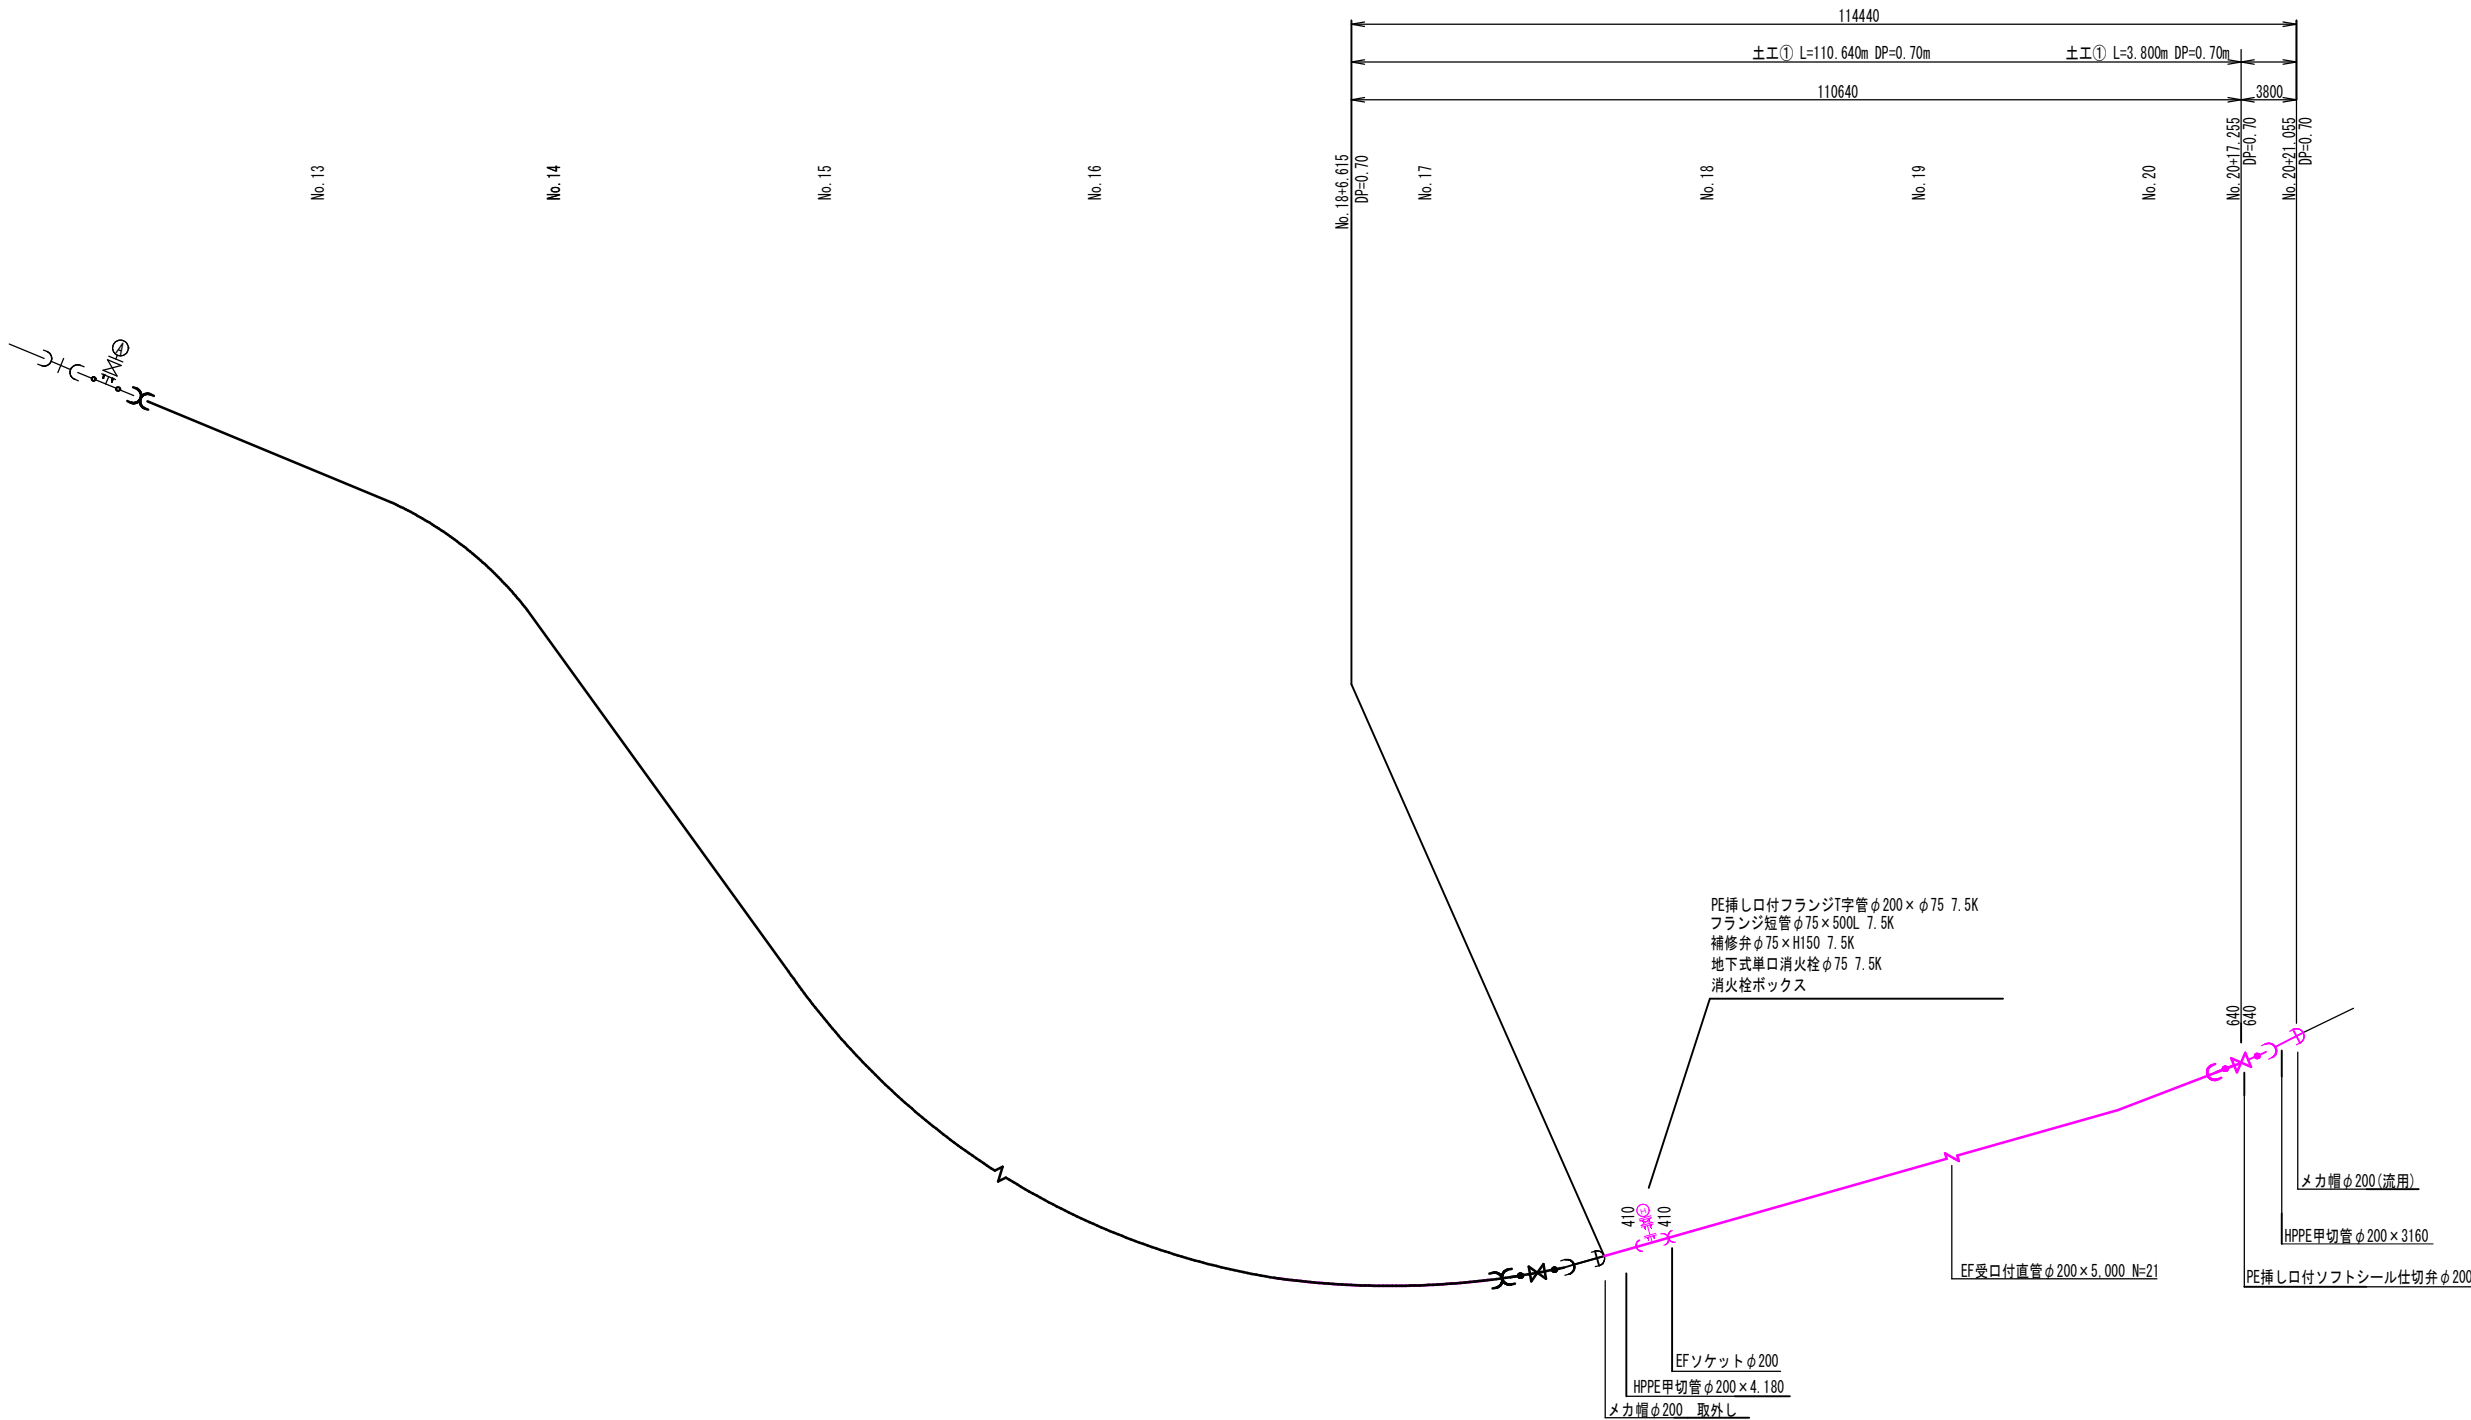 114440
土工① L=110.640m DP=0.70m
土工① L=3.800m DP=0.70m
110640
3800
No.13
No.14
No.15
No.16
No.18+6.615
DP=0.70
No.17
No.18
No.19
No.20
No.20+17.255
DP=0.70
No.20+21.055
DP=0.70
A
PE挿し口付フランジT字管φ200×φ75 7.5K
フランジ短管φ75×500L 7.5K
補修弁φ75×H150 7.5K
地下式単口消火栓φ75 7.5K
消火栓ボックス
640
640
410
410
H
メカ帽φ200(流用)
HPPE甲切管φ200×3160
PE挿し口付ソフトシール仕切弁φ200
EF受口付直管φ200×5,000 N=21
EFソケットφ200
HPPE甲切管φ200×4.180
メカ帽φ200 取外し